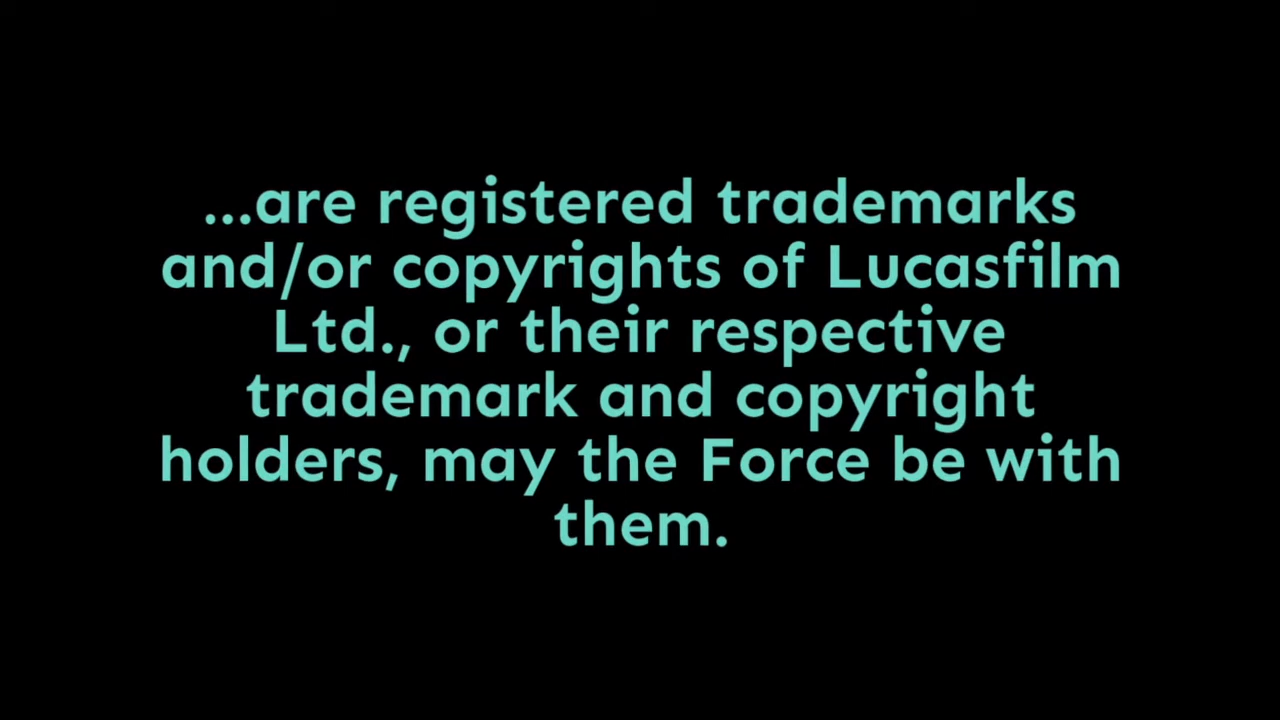 ...are registered trademarks
and/or copyrights of Lucasfilm
Ltd., or their respective
trademark and copyright
holders, may the Force be with
them.